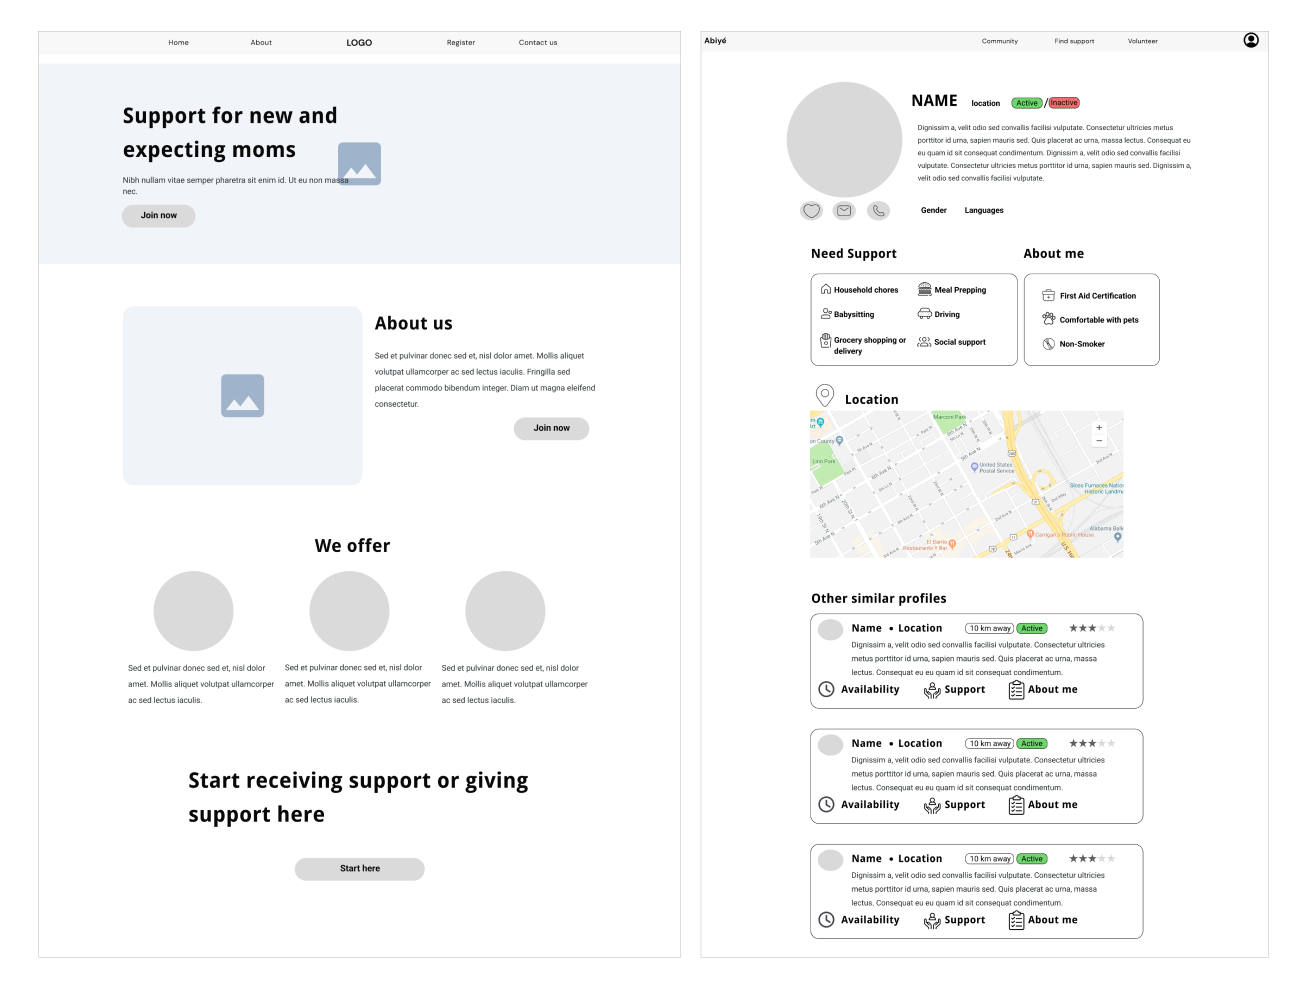 Home
About
LOGO
Register
Contact us
Support for new and
expecting moms
Nibh nullam vitae semper pharetra sit enim id. Ut eu non massa
nec.
Join now
About us
Sed et pulvinar donec sed et, nisl dolor amet. Mollis aliquet
volutpat ullamcorper ac sed lectus iaculis. Fringilla sed
placerat commodo bibendum integer. Diam ut magna eleifend
consectetur.
Join now
We offer
Sed et pulvinar donec sed et, nisl dolor
amet. Mollis aliquet volutpat ullamcorper
ac sed lectus iaculis.
Sed et pulvinar donec sed et, nisl dolor
amet. Mollis aliquet volutpat ullamcorper
ac sed lectus iaculis.
Sed et pulvinar donec sed et, nisl dolor
amet. Mollis aliquet volutpat ullamcorper
ac sed lectus iaculis.
Start receiving support or giving
support here
Start here
Abiyé
Community
Find support
Volunteer
NAME location Active / Inactive
Dignissim a, velit odio sed convallis facilisi vulputate. Consectetur ultricies metus
porttitor id urna, sapien mauris sed. Quis placerat ac urna, massa lectus. Consequat eu
eu quam id sit consequat condimentum. Dignissim a, velit odio sed convallis facilisi
vulputate. Consectetur ultricies metus porttitor id urna, sapien mauris sed. Dignissim a,
velit odio sed convallis facilisi vulputate.
Gender Languages
Need Support
Household chores
Meal Prepping
Babysitting
Driving
Grocery shopping or
delivery
Social support
About me
First Aid Certification
Comfortable with pets
Non-Smoker
Location
Marconi Park
on County
Linn Park
United States
Postal Service
Sloss Furnaces Natio
Historic Landm
Alabama Ball
El Barrio
Restaurante Y Bar
Garrigan's Public House
+
−
Other similar profiles
Name • Location 10 km away Active
Dignissim a, velit odio sed convallis facilisi vulputate. Consectetur ultricies
metus porttitor id urna, sapien mauris sed. Quis placerat ac urna, massa
lectus. Consequat eu eu quam id sit consequat condimentum.
Availability Support About me
Name • Location 10 km away Active
Dignissim a, velit odio sed convallis facilisi vulputate. Consectetur ultricies
metus porttitor id urna, sapien mauris sed. Quis placerat ac urna, massa
lectus. Consequat eu eu quam id sit consequat condimentum.
Availability Support About me
Name • Location 10 km away Active
Dignissim a, velit odio sed convallis facilisi vulputate. Consectetur ultricies
metus porttitor id urna, sapien mauris sed. Quis placerat ac urna, massa
lectus. Consequat eu eu quam id sit consequat condimentum.
Availability Support About me